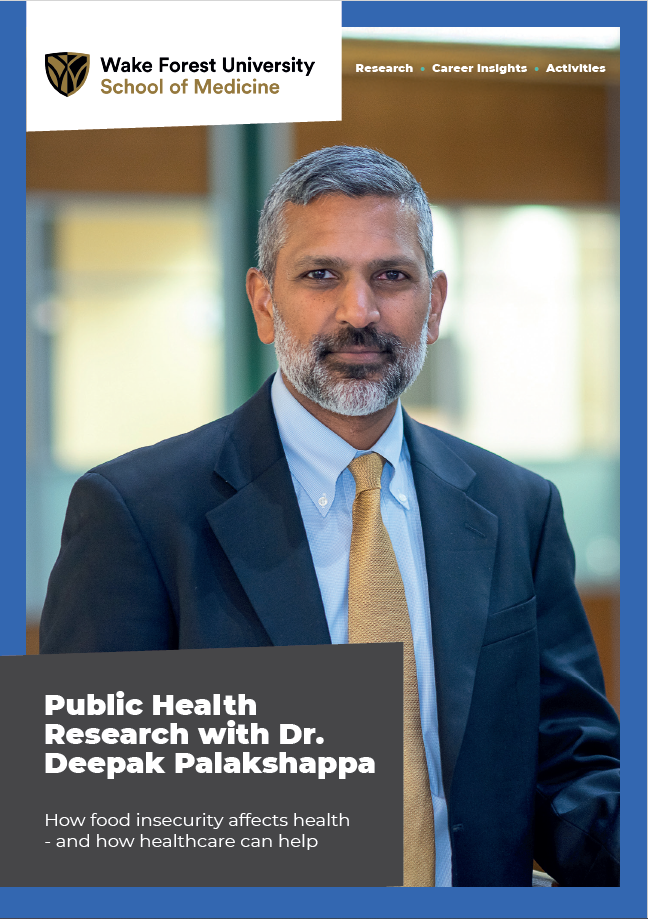 Wake Forest University
School of Medicine
Research • Career Insights • Activities
Public Health
Research with Dr.
Deepak Palakshappa
How food insecurity affects health
- and how healthcare can help